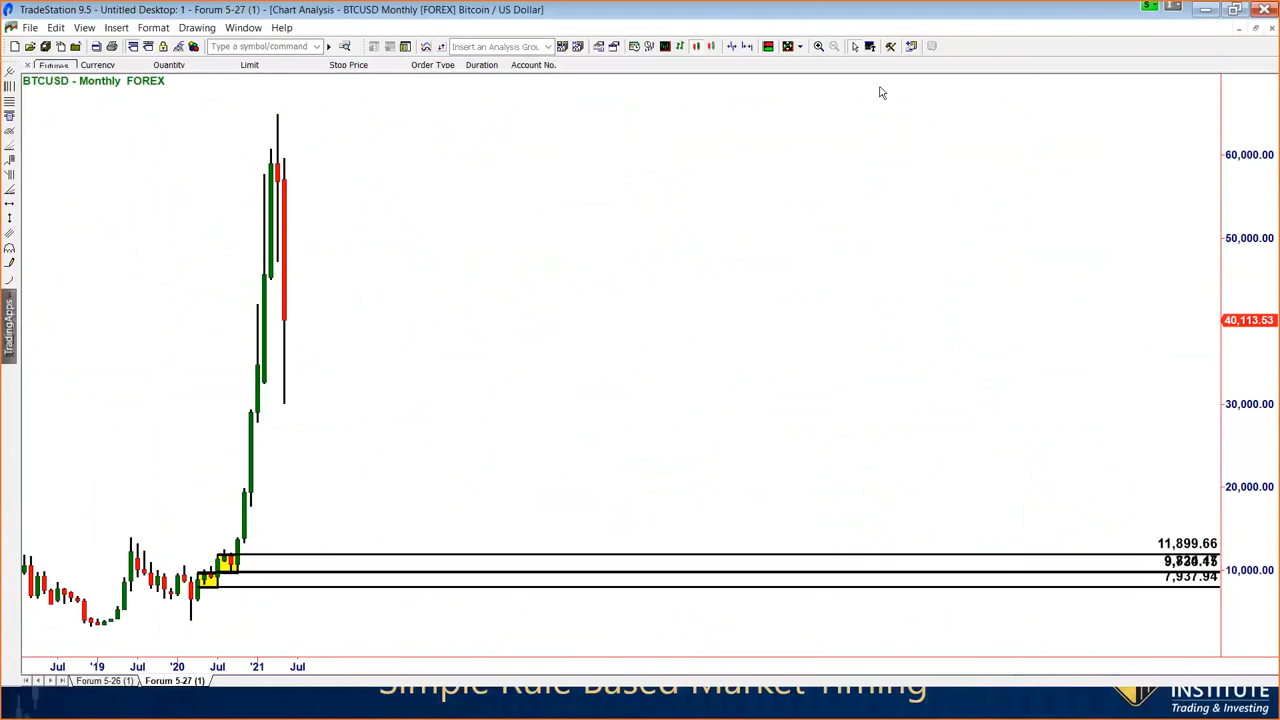 TradeStation 9.5 - Untitled Desktop: 1 - Forum 5-27 (1) - [Chart Analysis - BTCUSD Monthly [FOREX] Bitcoin / US Dollar]
File Edit View Insert Format Drawing Window Help
Type a symbol/command Insert an Analysis Grou
Futures Currency Quantity Limit Stop Price Order Type Duration Account No.
BTCUSD - Monthly FOREX
60,000.00
50,000.00
40,113.53
TradingApps
30,000.00
20,000.00
11,899.66
10,000.00
7,937.94
Jul '19 Jul '20 Jul '21 Jul
Forum 5-26 (1) Forum 5-27 (1)
Simple Rule Based Market Timing
INSTITUTE
Trading & Investing